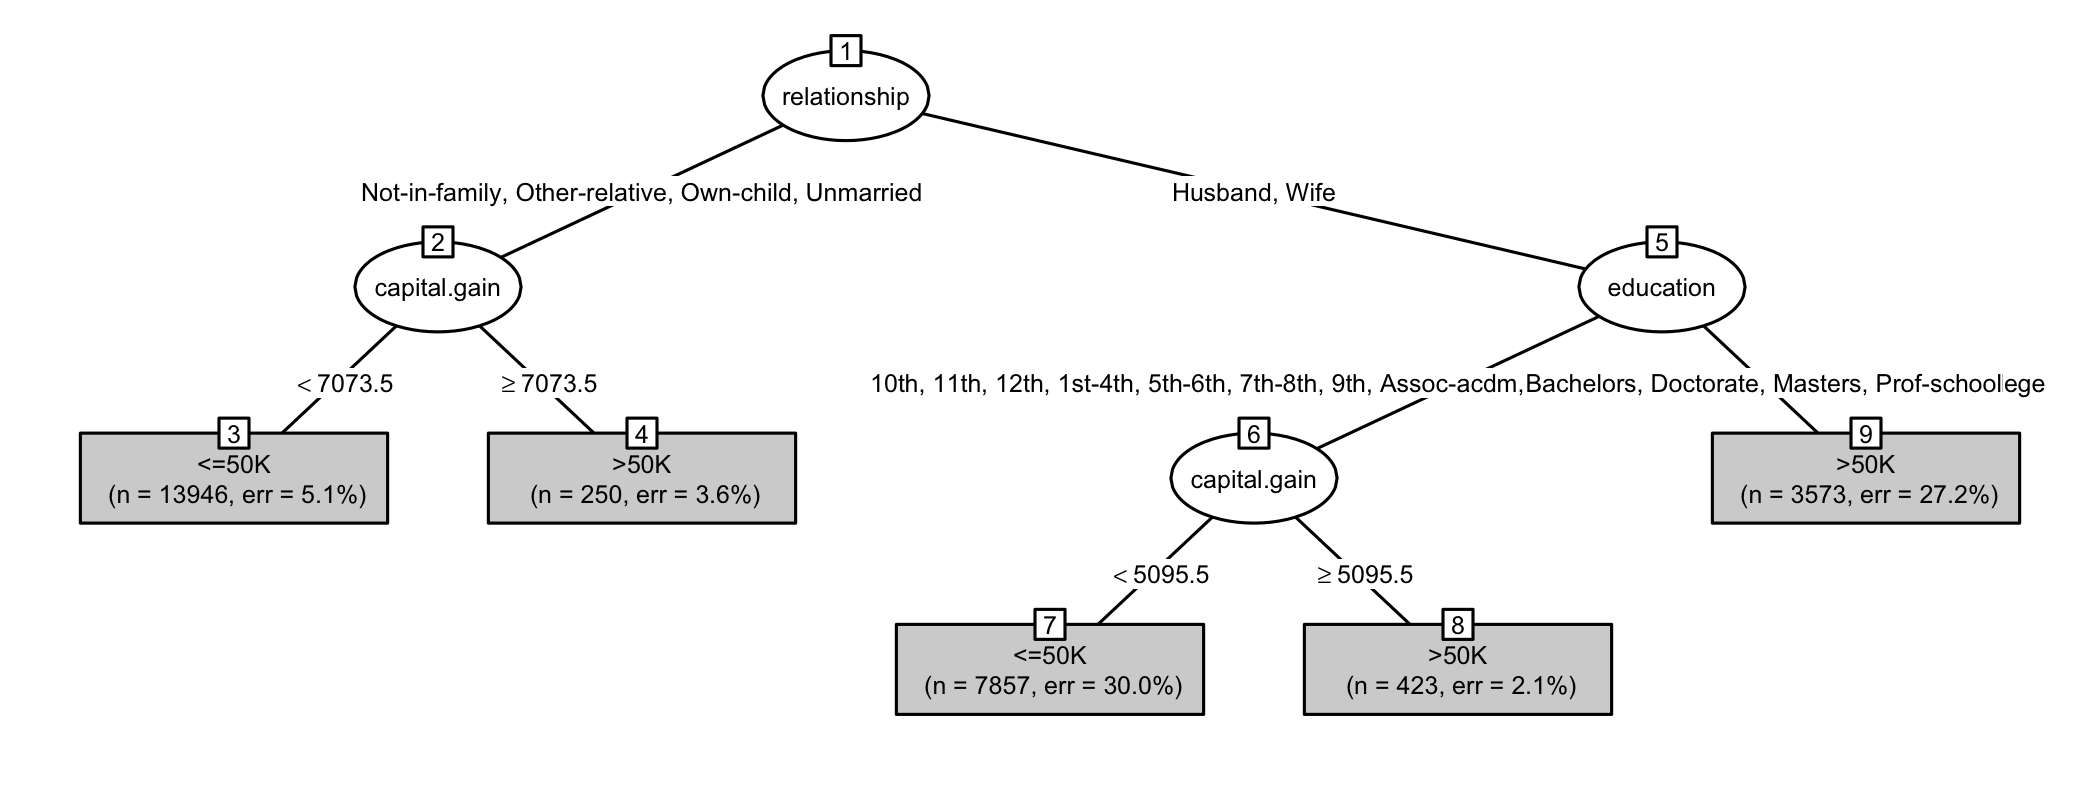 1
relationship
Not-in-family, Other-relative, Own-child, Unmarried
Husband, Wife
2
capital.gain
5
education
< 7073.5
≥ 7073.5
10th, 11th, 12th, 1st-4th, 5th-6th, 7th-8th, 9th, Assoc-acdm,
Bachelors, Doctorate, Masters, Prof-school
3
<=50K
(n = 13946, err = 5.1%)
4
>50K
(n = 250, err = 3.6%)
6
capital.gain
9
>50K
(n = 3573, err = 27.2%)
< 5095.5
≥ 5095.5
7
<=50K
(n = 7857, err = 30.0%)
8
>50K
(n = 423, err = 2.1%)